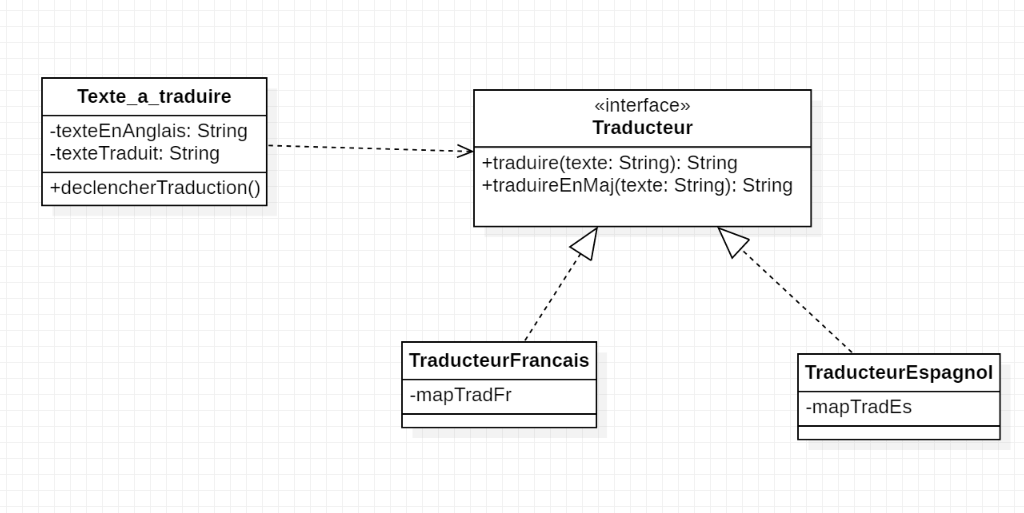 Texte_a_traduire
-texteEnAnglais: String
-texteTraduit: String
+declencherTraduction()
«interface»
Traducteur
+traduire(texte: String): String
+traduireEnMaj(texte: String): String
TraducteurFrancais
-mapTradFr
TraducteurEspagnol
-mapTradEs